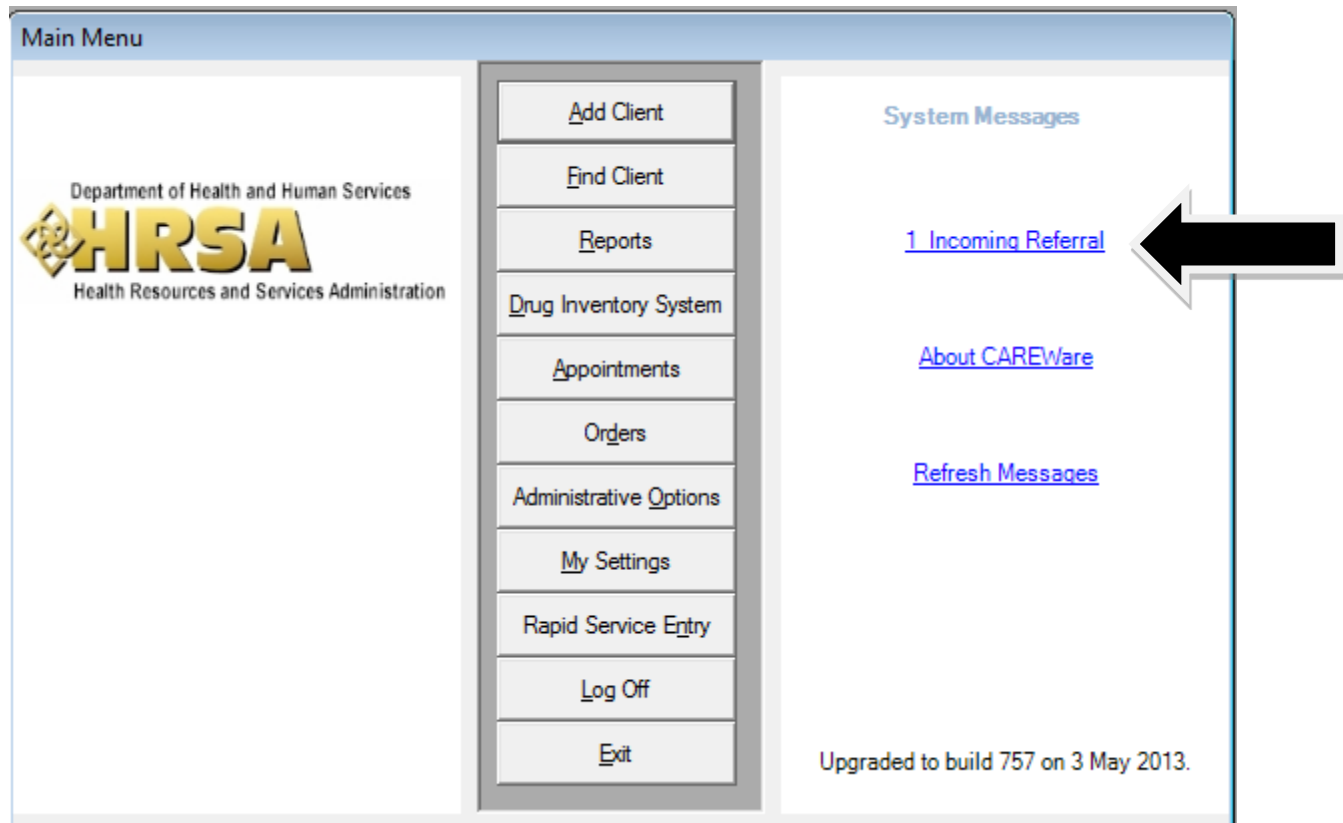 Main Menu
Department of Health and Human Services
HRSA
Health Resources and Services Administration
Add Client
Find Client
Reports
Drug Inventory System
Appointments
Orders
Administrative Options
My Settings
Rapid Service Entry
Log Off
Exit
System Messages
1 Incoming Referral
About CAREWare
Refresh Messages
Upgraded to build 757 on 3 May 2013.